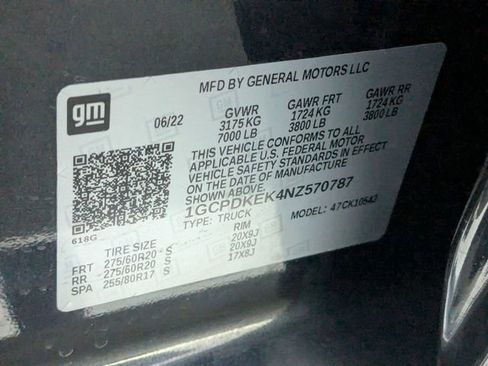 gm
MFD BY GENERAL MOTORS LLC
06/22 GVWR GAWR FRT GAWR RR
3175 KG 1724 KG 1724 KG
7000 LB 3800 LB 3800 LB
THIS VEHICLE CONFORMS TO ALL
APPLICABLE U.S. FEDERAL MOTOR
VEHICLE SAFETY STANDARDS IN
EFFECT ON THE DATE OF MANUFACTURE
SHOWN ABOVE.
1GCPDKEK4NZ570787
TYPE: TRUCK MODEL: 47CK10543
618G
TIRE SIZE RIM
FRT 275/60R20 S 20X9J
RR 275/60R20 S 20X9J
SPA 255/80R17 S 17X8J